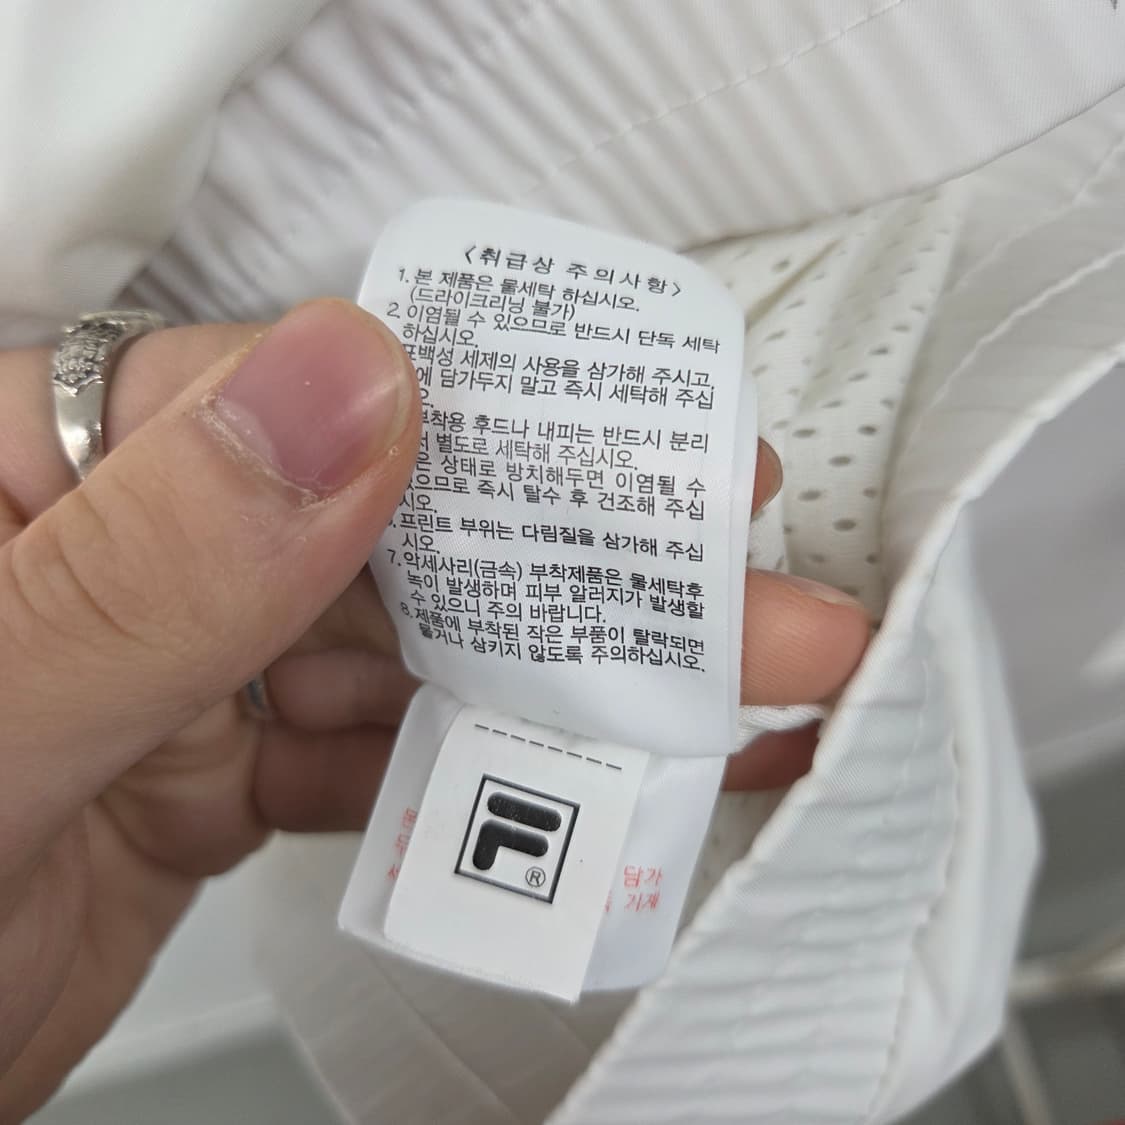 <취급상 주의사항>
1. 본 제품은 물세탁 하십시오.
(드라이크리닝 불가)
2. 이염될 수 있으므로 반드시 단독 세탁
하십시오.
표백성 세제의 사용을 삼가해 주시고,
에 담가두지 말고 즉시 세탁해 주십
오.
부착용 후드나 내피는 반드시 분리
별도로 세탁해 주십시오.
은 상태로 방치해두면 이염될 수
있으므로 즉시 탈수 후 건조해 주십
시오.
프린트 부위는 다림질을 삼가해 주십
시오.
7. 악세사리(금속) 부착제품은 물세탁후
녹이 발생하며 피부 알러지가 발생할
수 있으니 주의 바랍니다.
8. 제품에 부착된 작은 부품이 탈락되면
물거나 삼키지 않도록 주의하십시오.
F
®
담가
거재